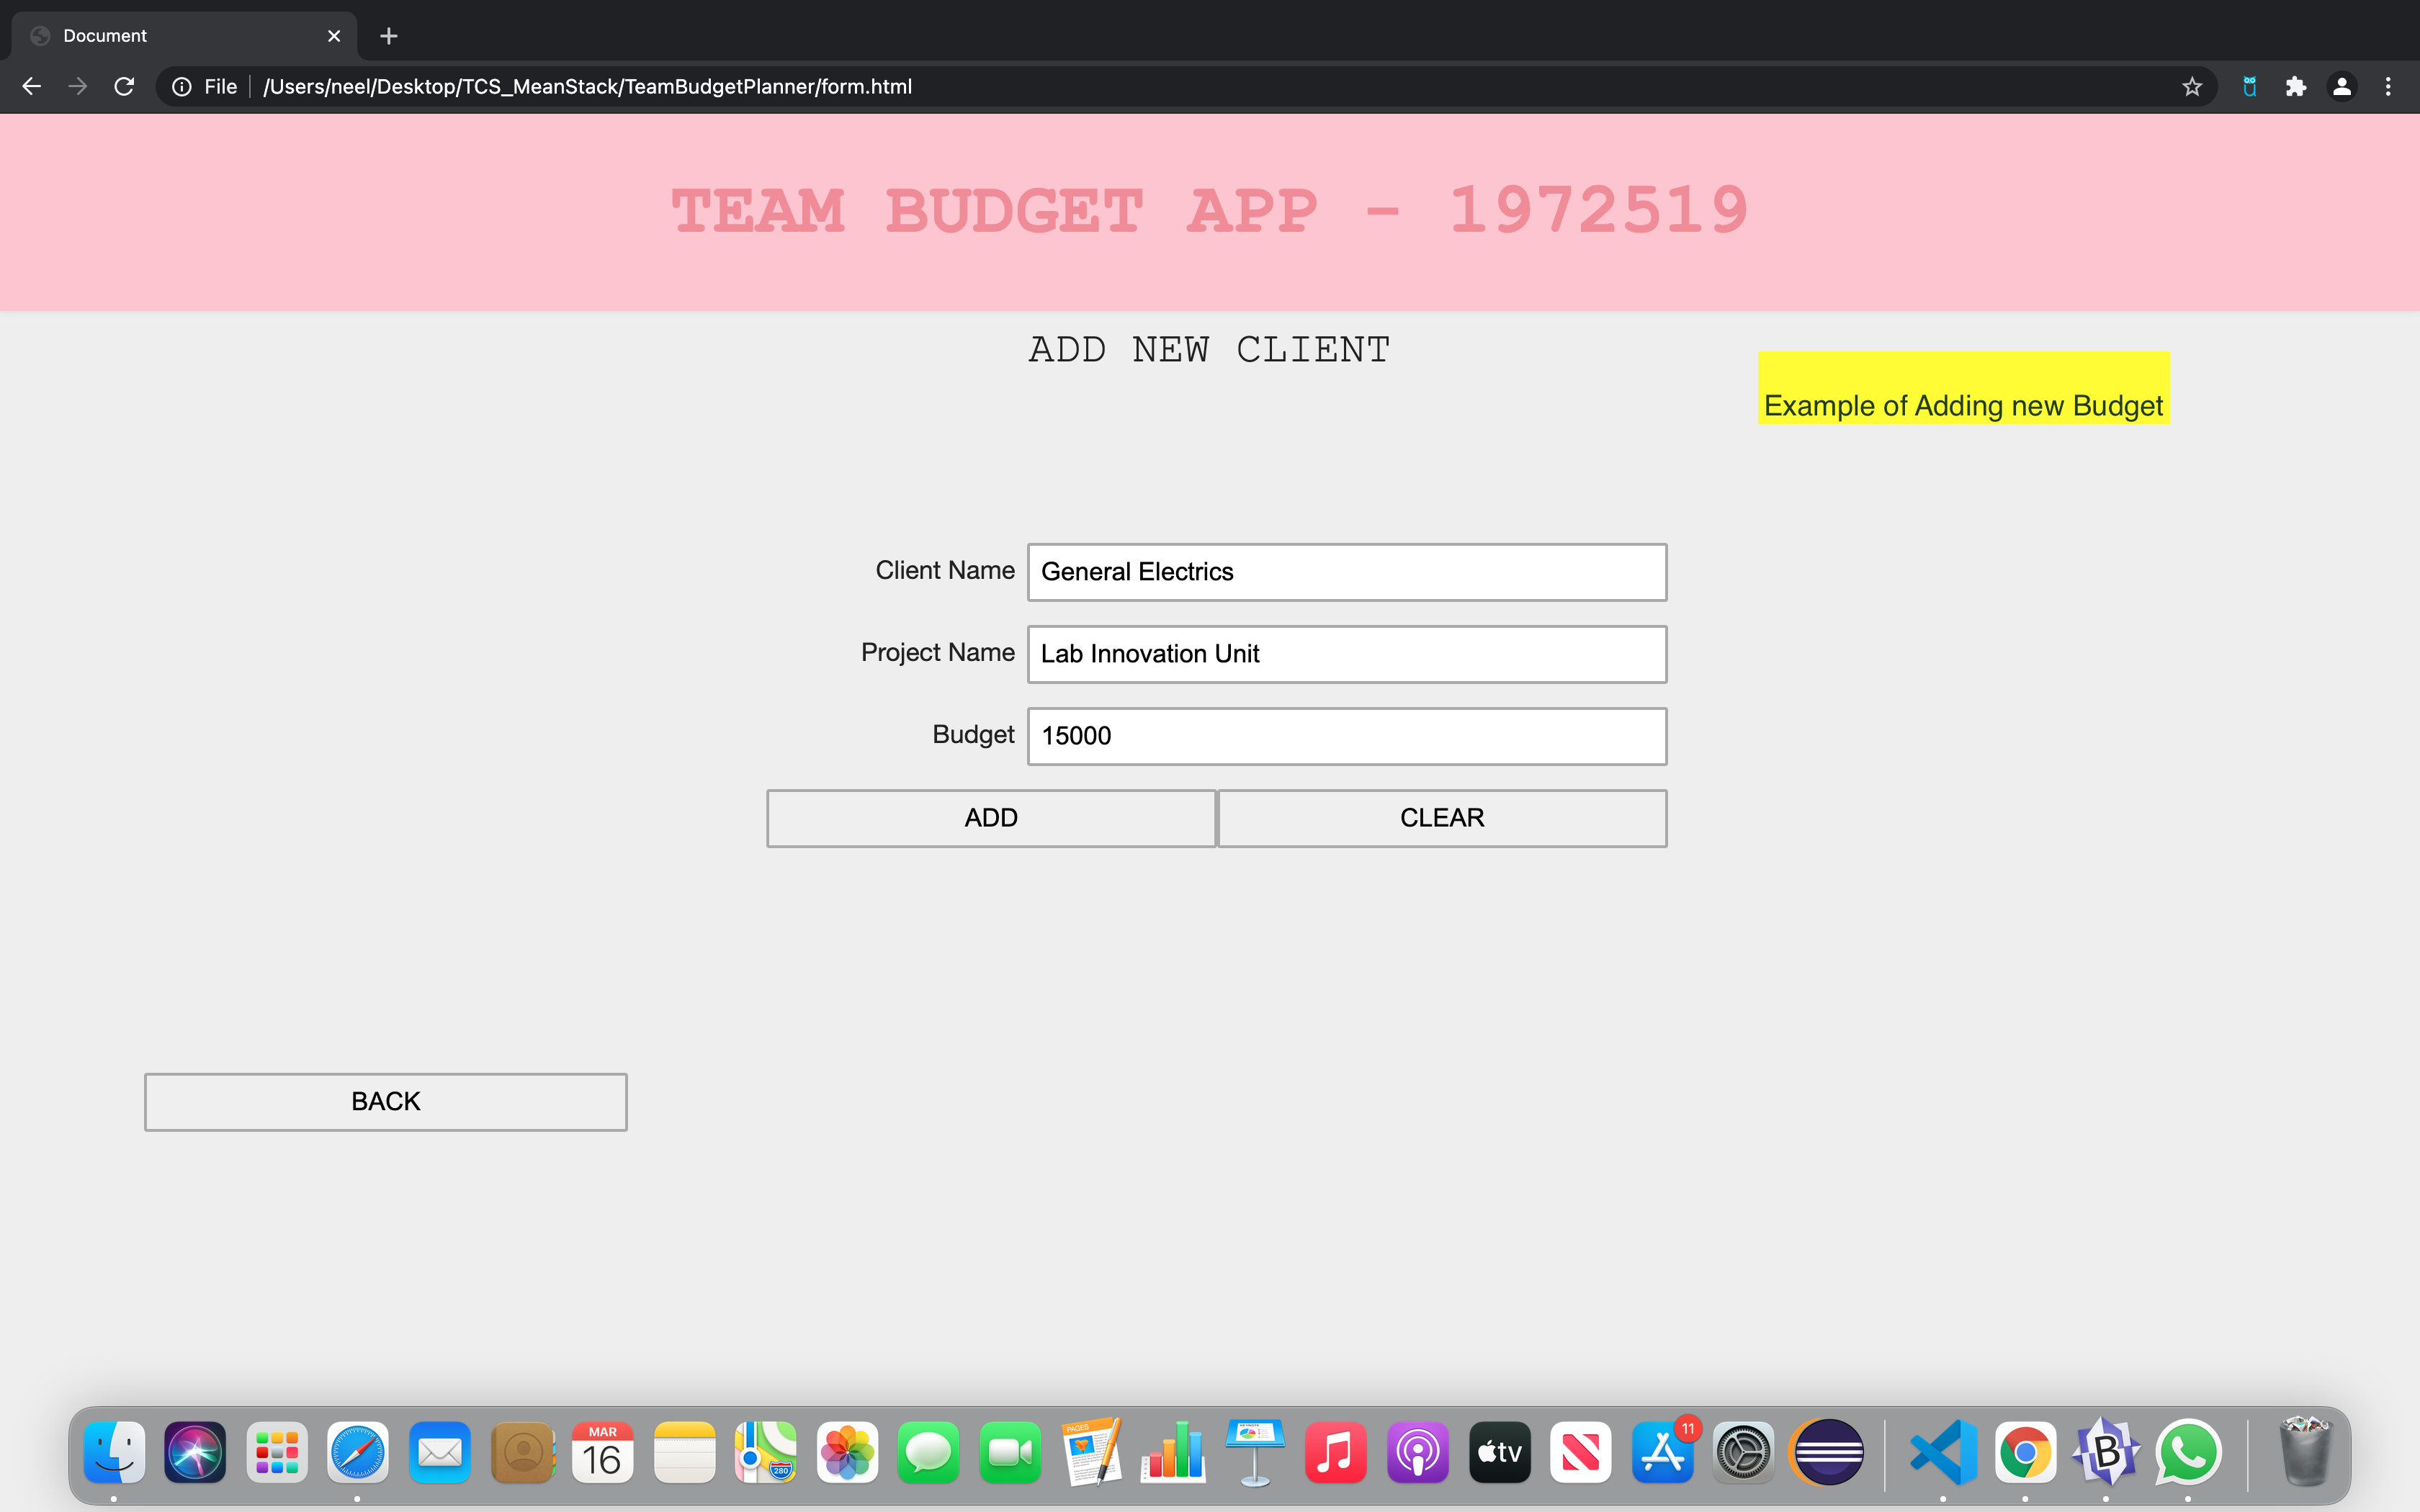 Document
File /Users/neel/Desktop/TCS_MeanStack/TeamBudgetPlanner/form.html
TEAM BUDGET APP - 1972519
ADD NEW CLIENT
Example of Adding new Budget
Client Name General Electrics
Project Name Lab Innovation Unit
Budget 15000
ADD CLEAR
BACK
MAR
16
280
PAGES
tv
11
B